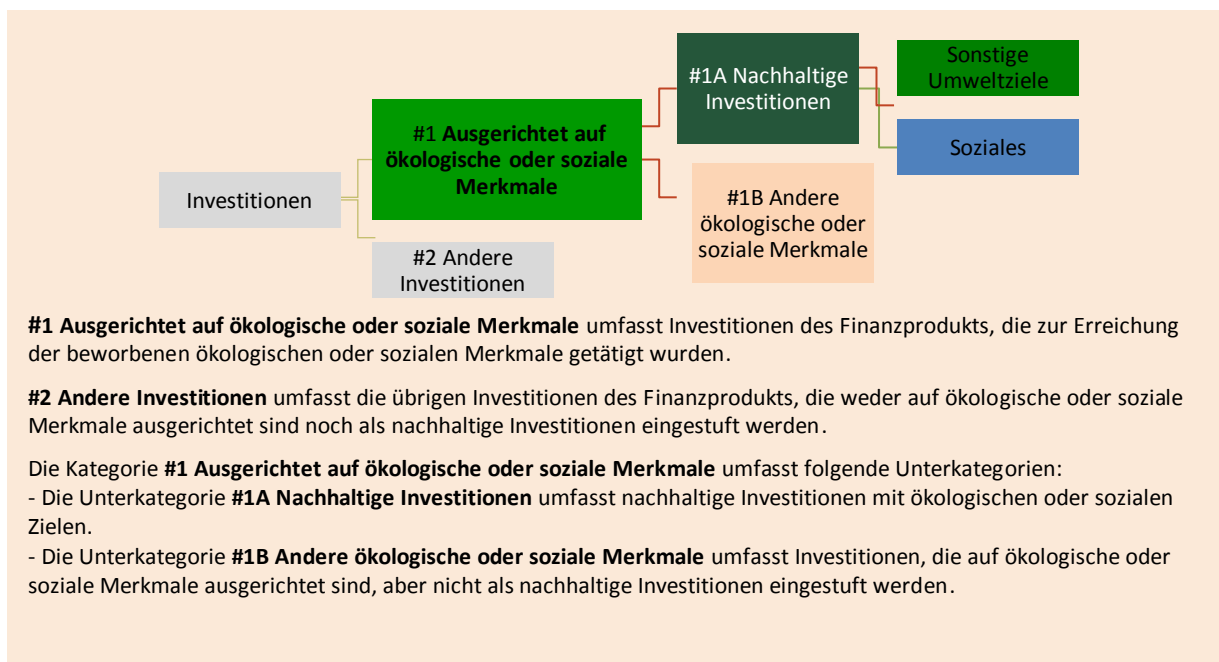 Investitionen
#1 Ausgerichtet auf
ökologische oder soziale
Merkmale
#2 Andere
Investitionen
#1A Nachhaltige
Investitionen
#1B Andere
ökologische oder
soziale Merkmale
Sonstige
Umweltziele
Soziales
#1 Ausgerichtet auf ökologische oder soziale Merkmale umfasst Investitionen des Finanzprodukts, die zur Erreichung
der beworbenen ökologischen oder sozialen Merkmale getätigt wurden.
#2 Andere Investitionen umfasst die übrigen Investitionen des Finanzprodukts, die weder auf ökologische oder soziale
Merkmale ausgerichtet sind noch als nachhaltige Investitionen eingestuft werden.
Die Kategorie #1 Ausgerichtet auf ökologische oder soziale Merkmale umfasst folgende Unterkategorien:
- Die Unterkategorie #1A Nachhaltige Investitionen umfasst nachhaltige Investitionen mit ökologischen oder sozialen
Zielen.
- Die Unterkategorie #1B Andere ökologische oder soziale Merkmale umfasst Investitionen, die auf ökologische oder
soziale Merkmale ausgerichtet sind, aber nicht als nachhaltige Investitionen eingestuft werden.